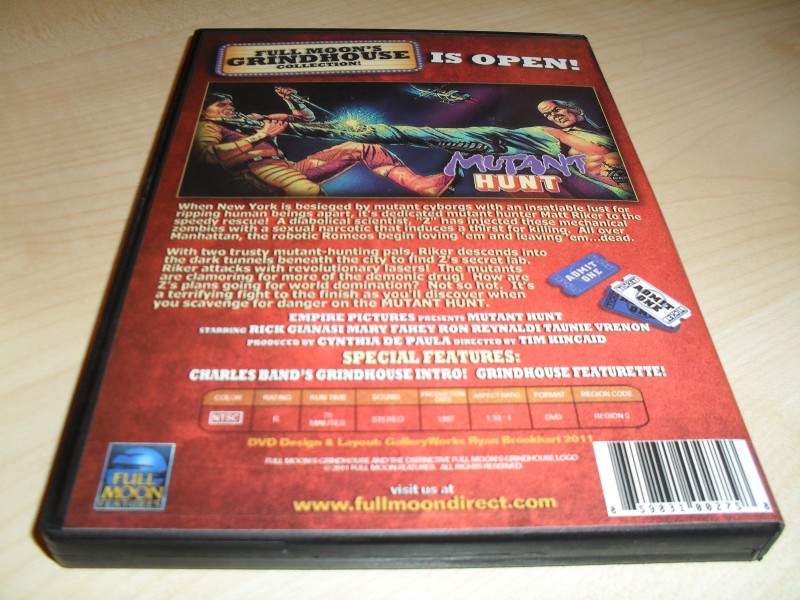 FULL MOON'S
GRINDHOUSE
COLLECTION!
IS OPEN!
MUTANT
HUNT
When New York is besieged by mutant cyborgs with an insatiable lust for
ripping human beings apart, it's dedicated mutant hunter Matt Riker to the
speedy rescue! A diabolical scientist, "Z" has injected these mechanical
zombies with a sexual narcotic that induces a thirst for killing. All over
Manhattan, the robotic Romeos begin loving 'em and leaving 'em...dead.
With two trusty mutant-hunting pals, Riker descends into
the dark tunnels beneath the city to find Z's secret lab.
Riker attacks with revolutionary lasers! The mutants
are clamoring for more of the demonic drug! How are
Z's plans going for world domination? Not so hot. It's
a terrifying fight to the finish as you'll discover when
you scavenge for danger on the MUTANT HUNT.
ADMIT
ONE
TICKET
ADMIT
ONE
TICKET
EMPIRE PICTURES PRESENTS MUTANT HUNT
STARRING RICK GIANASI MARY FAHEY RON REYNALDI TAUNIE VRENON
PRODUCED BY CYNTHIA DE PAULA DIRECTED BY TIM KINCAID
SPECIAL FEATURES:
CHARLES BAND'S GRINDHOUSE INTRO! GRINDHOUSE FEATURETTE!
COLOR RATING RUN TIME SOUND PRODUCTION ASPECT RATIO FORMAT REGION CODE
NTSC R MINUTES STEREO 1987 1.33:1 DVD REGION 0
DVD Design & Layout: GalleryWorks Ryan Brookhart 2011
FULL MOON'S GRINDHOUSE AND THE DISTINCTIVE FULL MOON'S GRINDHOUSE LOGO
© 2011 FULL MOON FEATURES. ALL RIGHTS RESERVED
FULL
MOON
FEATURES
visit us at
www.fullmoondirect.com
8 59831 00275 8